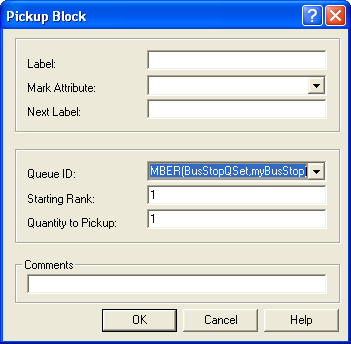 Pickup Block
Label:
Mark Attribute:
Next Label:
Queue ID: MBER(BusStopQSet,myBusStop)
Starting Rank: 1
Quantity to Pickup: 1
Comments
OK Cancel Help